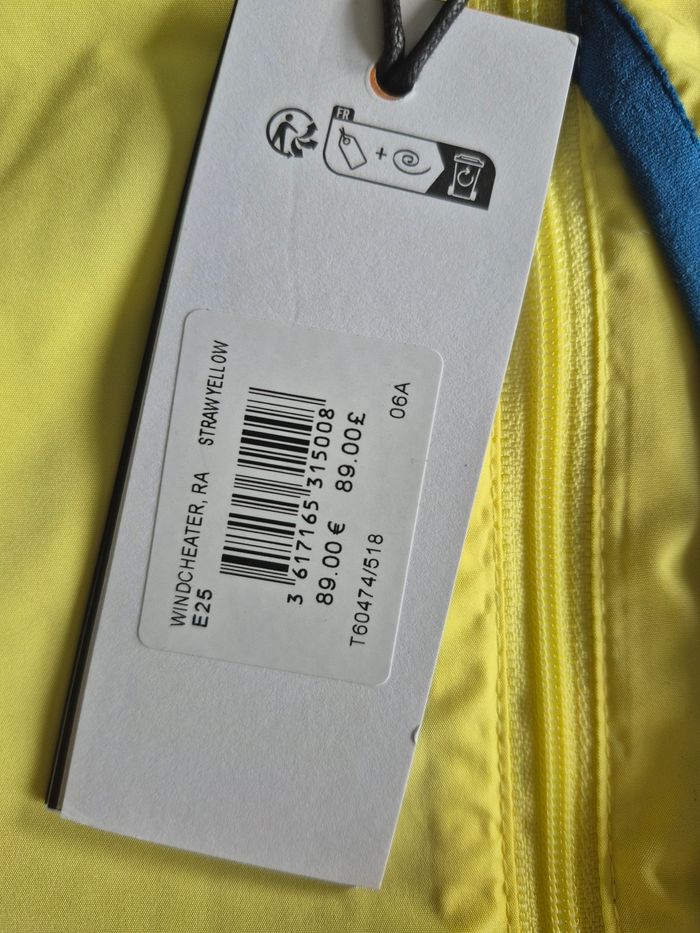 FR
WINDCHEATER, RA STRAWYELLOW
E25
3 617165 315008
89.00€ 89.00£
T60474/518 06A